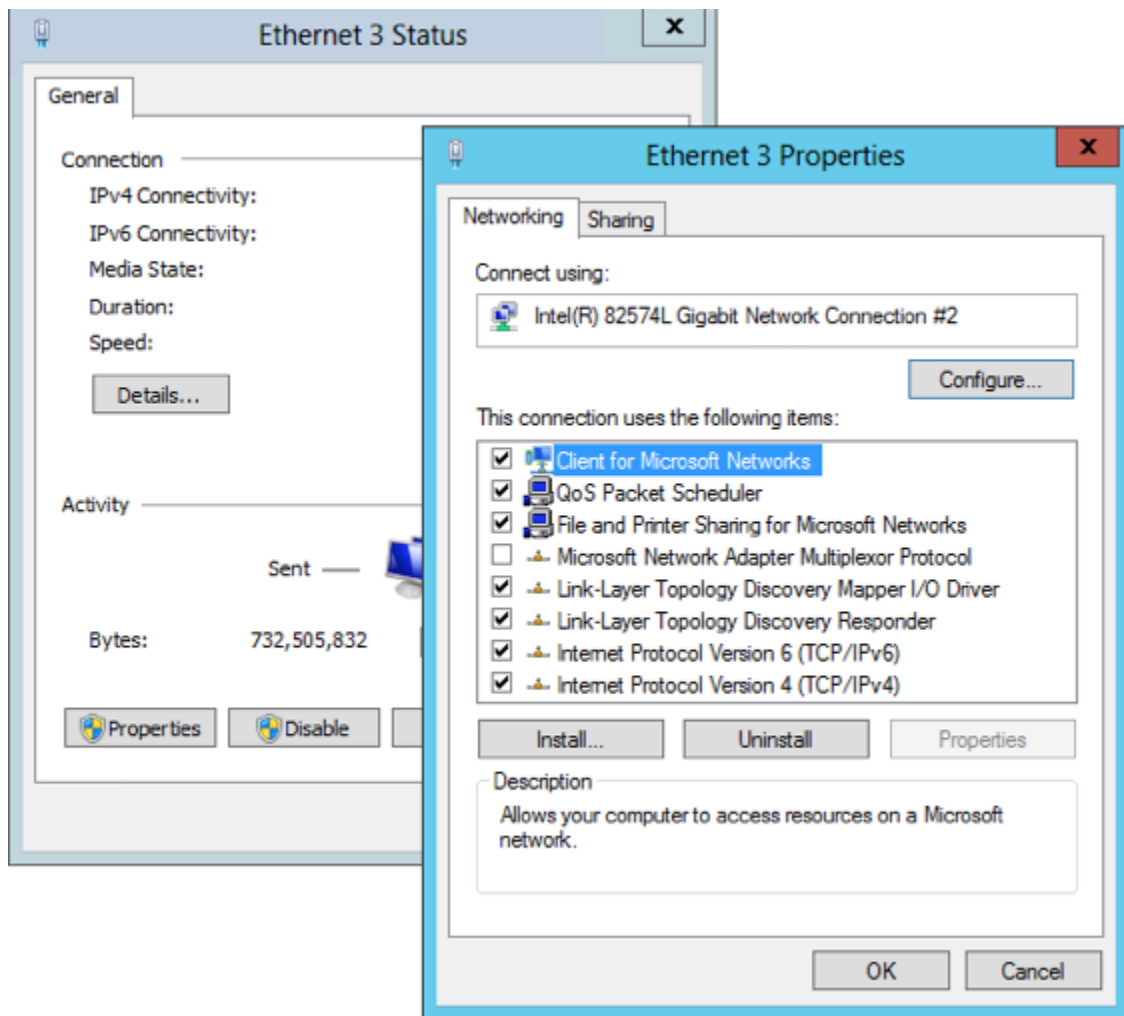 Ethernet 3 Status
x
General
Connection
IPv4 Connectivity:
IPv6 Connectivity:
Media State:
Duration:
Speed:
Details...
Activity
Sent
Bytes: 732,505,832
Properties
Disable
Ethernet 3 Properties
x
Networking
Sharing
Connect using:
Intel(R) 82574L Gigabit Network Connection #2
Configure...
This connection uses the following items:
Client for Microsoft Networks
QoS Packet Scheduler
File and Printer Sharing for Microsoft Networks
Microsoft Network Adapter Multiplexor Protocol
Link-Layer Topology Discovery Mapper I/O Driver
Link-Layer Topology Discovery Responder
Internet Protocol Version 6 (TCP/IPv6)
Internet Protocol Version 4 (TCP/IPv4)
Install...
Uninstall
Properties
Description
Allows your computer to access resources on a Microsoft
network.
OK
Cancel